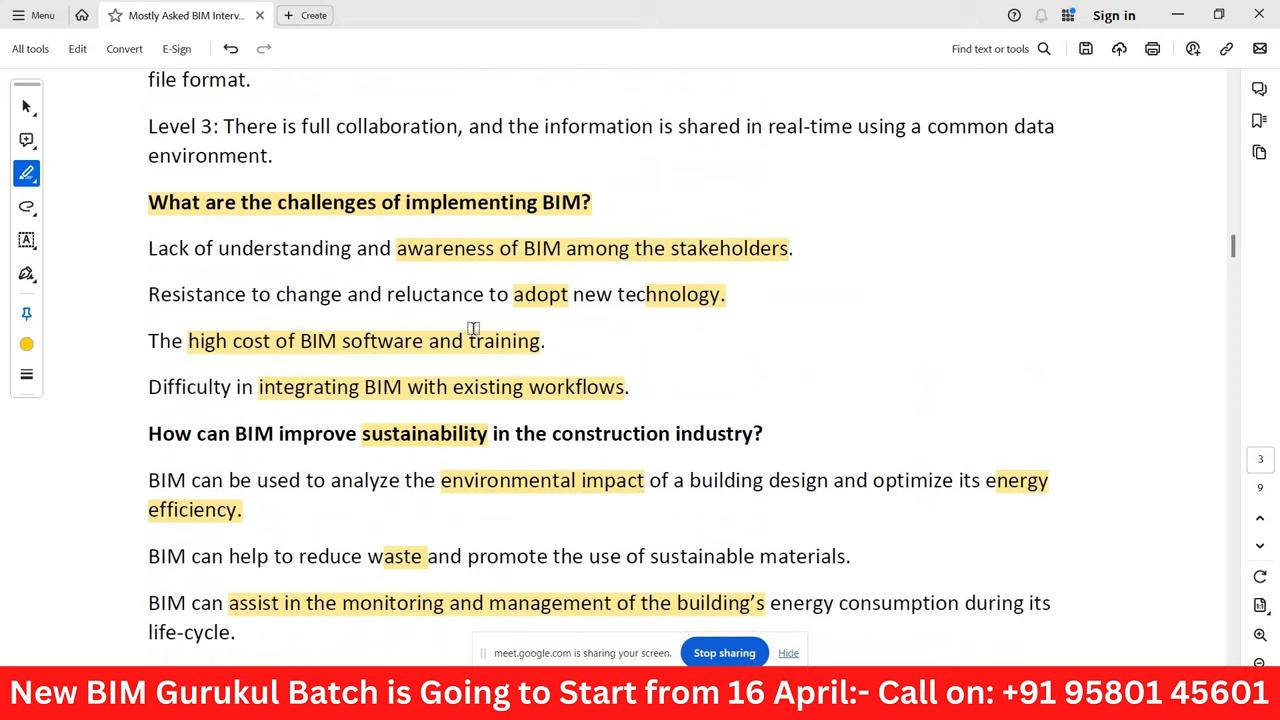 Menu
Mostly Asked BIM Interv...
Create
Sign in
All tools
Edit
Convert
E-Sign
Find text or tools
file format.
Level 3: There is full collaboration, and the information is shared in real-time using a common data
environment.
What are the challenges of implementing BIM?
Lack of understanding and awareness of BIM among the stakeholders.
Resistance to change and reluctance to adopt new technology.
The high cost of BIM software and training.
Difficulty in integrating BIM with existing workflows.
How can BIM improve sustainability in the construction industry?
BIM can be used to analyze the environmental impact of a building design and optimize its energy
efficiency.
BIM can help to reduce waste and promote the use of sustainable materials.
BIM can assist in the monitoring and management of the building’s energy consumption during its
life-cycle.
3
9
meet.google.com is sharing your screen.
Stop sharing
Hide
New BIM Gurukul Batch is Going to Start from 16 April:- Call on: +91 95801 45601